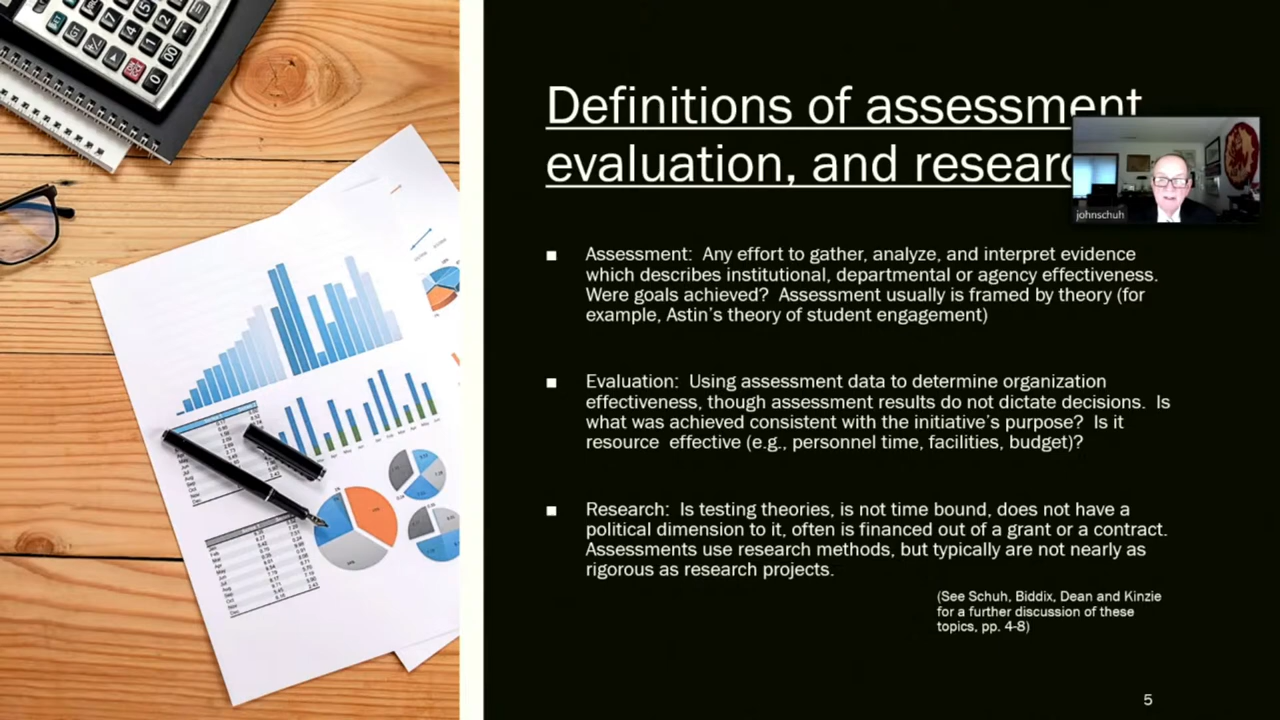 Definitions of assessment
evaluation, and researc
johnschuh
■ Assessment: Any effort to gather, analyze, and interpret evidence
which describes institutional, departmental or agency effectiveness.
Were goals achieved? Assessment usually is framed by theory (for
example, Astin's theory of student engagement)
■ Evaluation: Using assessment data to determine organization
effectiveness, though assessment results do not dictate decisions. Is
what was achieved consistent with the initiative's purpose? Is it
resource effective (e.g., personnel time, facilities, budget)?
■ Research: Is testing theories, is not time bound, does not have a
political dimension to it, often is financed out of a grant or a contract.
Assessments use research methods, but typically are not nearly as
rigorous as research projects.
(See Schuh, Biddix, Dean and Kinzie
for a further discussion of these
topics, pp. 4-8)
5